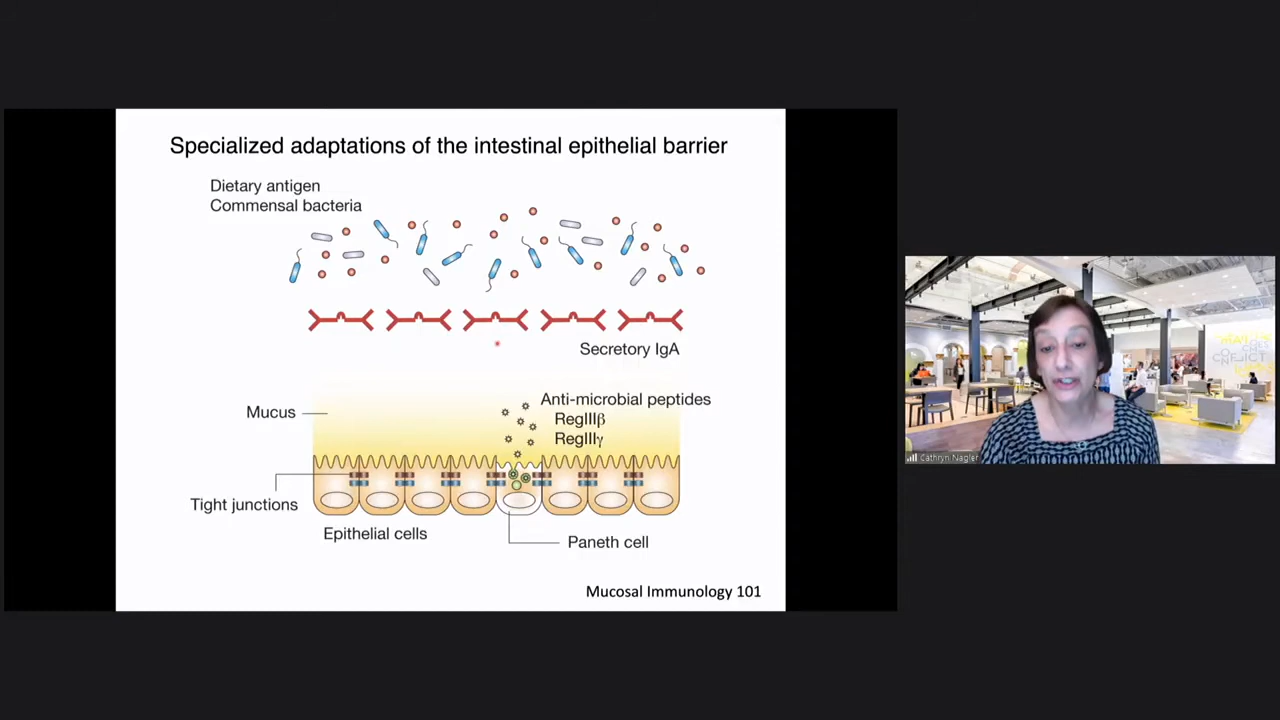 Specialized adaptations of the intestinal epithelial barrier
Dietary antigen
Commensal bacteria
Secretory IgA
Mucus
Anti-microbial peptides
RegIIIβ
RegIIIγ
Tight junctions
Epithelial cells
Paneth cell
Mucosal Immunology 101
Cathryn Nagler